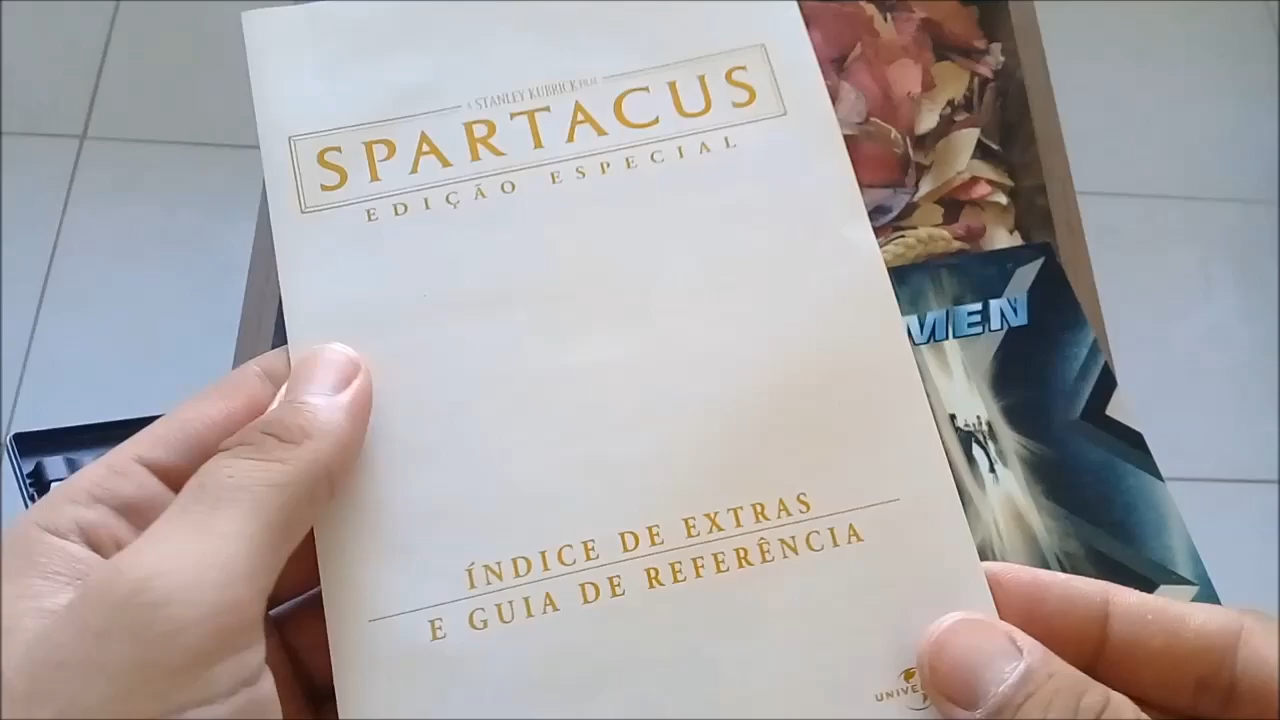 A STANLEY KUBRICK FILM
SPARTACUS
EDIÇÃO ESPECIAL
MEN
ÍNDICE DE EXTRAS
E GUIA DE REFERÊNCIA